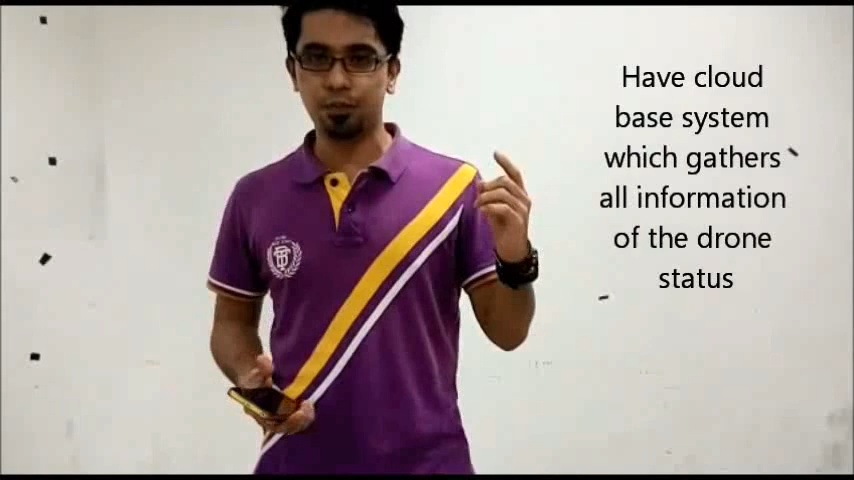 Have cloud
base system
which gathers
all information
of the drone
status